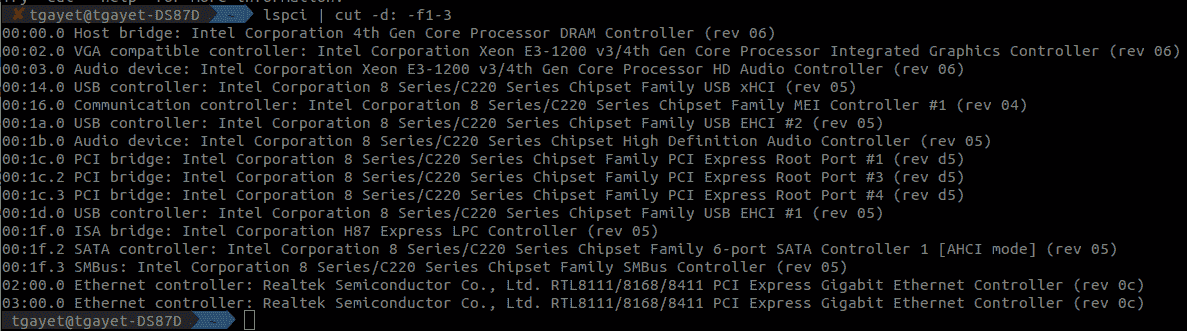 ✘ tgayet@tgayet-DS87D ~ lspci | cut -d: -f1-3
00:00.0 Host bridge: Intel Corporation 4th Gen Core Processor DRAM Controller (rev 06)
00:02.0 VGA compatible controller: Intel Corporation Xeon E3-1200 v3/4th Gen Core Processor Integrated Graphics Controller (rev 06)
00:03.0 Audio device: Intel Corporation Xeon E3-1200 v3/4th Gen Core Processor HD Audio Controller (rev 06)
00:14.0 USB controller: Intel Corporation 8 Series/C220 Series Chipset Family USB xHCI (rev 05)
00:16.0 Communication controller: Intel Corporation 8 Series/C220 Series Chipset Family MEI Controller #1 (rev 04)
00:1a.0 USB controller: Intel Corporation 8 Series/C220 Series Chipset Family USB EHCI #2 (rev 05)
00:1b.0 Audio device: Intel Corporation 8 Series/C220 Series Chipset High Definition Audio Controller (rev 05)
00:1c.0 PCI bridge: Intel Corporation 8 Series/C220 Series Chipset Family PCI Express Root Port #1 (rev d5)
00:1c.2 PCI bridge: Intel Corporation 8 Series/C220 Series Chipset Family PCI Express Root Port #3 (rev d5)
00:1c.3 PCI bridge: Intel Corporation 8 Series/C220 Series Chipset Family PCI Express Root Port #4 (rev d5)
00:1d.0 USB controller: Intel Corporation 8 Series/C220 Series Chipset Family USB EHCI #1 (rev 05)
00:1f.0 ISA bridge: Intel Corporation H87 Express LPC Controller (rev 05)
00:1f.2 SATA controller: Intel Corporation 8 Series/C220 Series Chipset Family 6-port SATA Controller 1 [AHCI mode] (rev 05)
00:1f.3 SMBus: Intel Corporation 8 Series/C220 Series Chipset Family SMBus Controller (rev 05)
02:00.0 Ethernet controller: Realtek Semiconductor Co., Ltd. RTL8111/8168/8411 PCI Express Gigabit Ethernet Controller (rev 0c)
03:00.0 Ethernet controller: Realtek Semiconductor Co., Ltd. RTL8111/8168/8411 PCI Express Gigabit Ethernet Controller (rev 0c)
tgayet@tgayet-DS87D ~